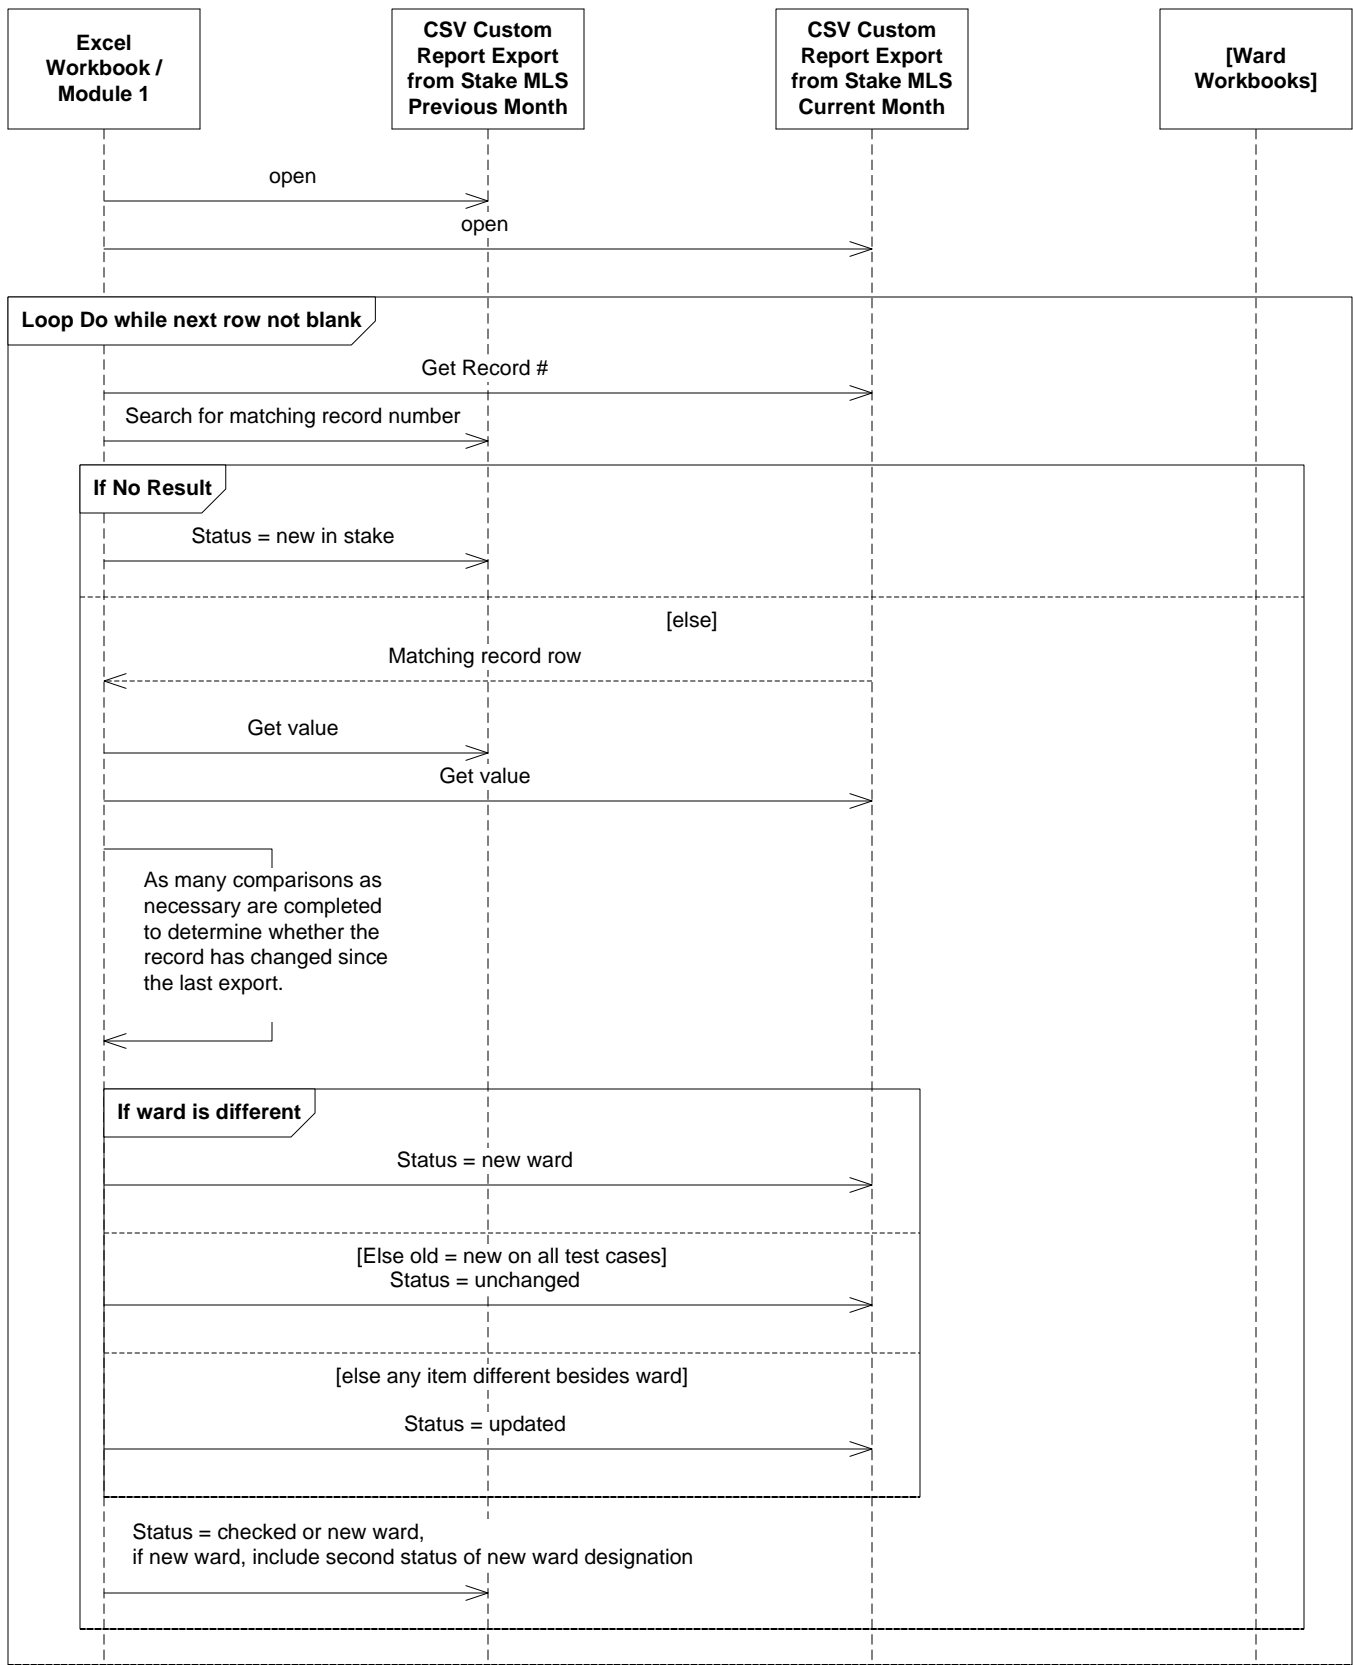 Excel
Workbook /
Module 1
CSV Custom
Report Export
from Stake MLS
Previous Month
CSV Custom
Report Export
from Stake MLS
Current Month
[Ward
Workbooks]
open
open
Loop Do while next row not blank
Get Record #
Search for matching record number
If No Result
Status = new in stake
[else]
Matching record row
Get value
Get value
As many comparisons as
necessary are completed
to determine whether the
record has changed since
the last export.
If ward is different
Status = new ward
[Else old = new on all test cases]
Status = unchanged
[else any item different besides ward]
Status = updated
Status = checked or new ward,
if new ward, include second status of new ward designation